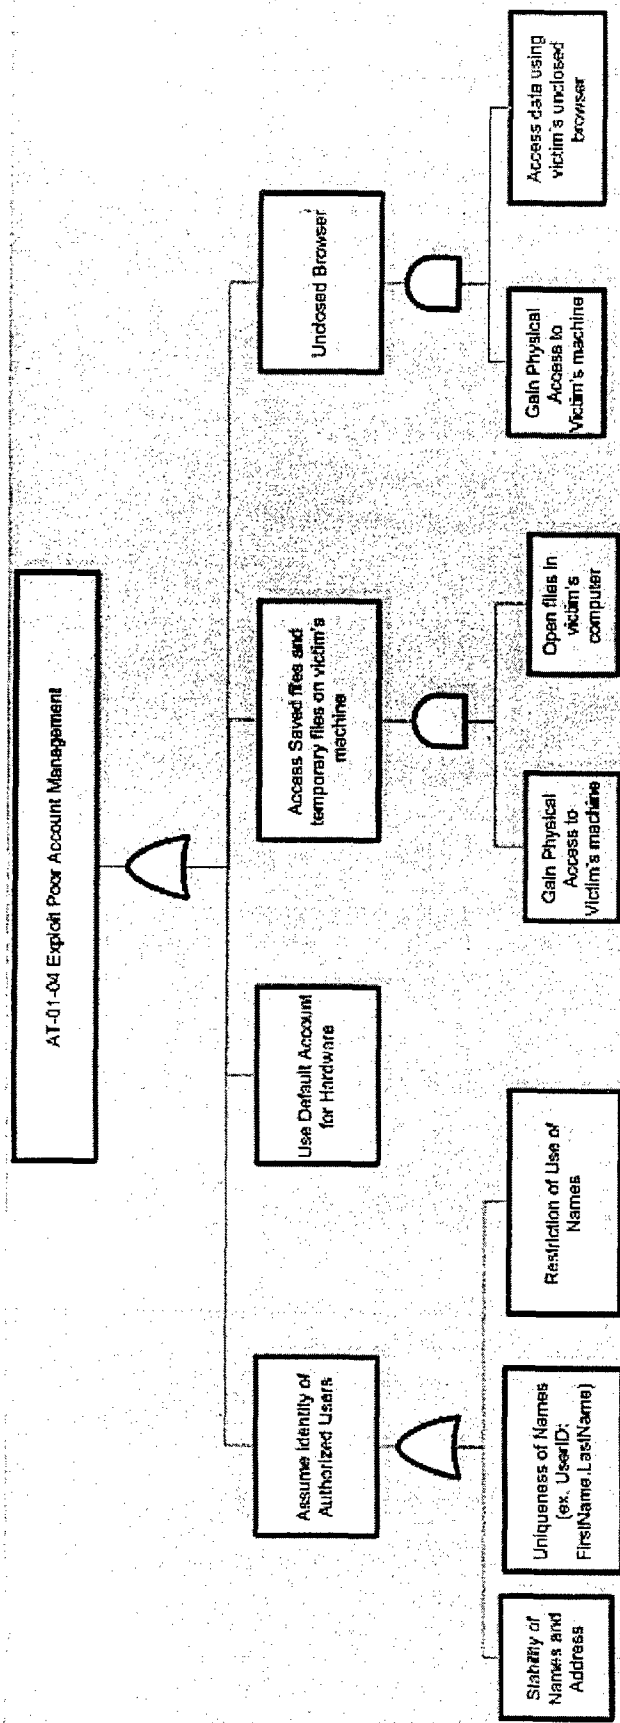 AT-01-04 Exploit Poor Account Management
Assume Identity of
Authorized Users
Use Default Account
for Hardware
Access Saved files and
temporary files on victim's
machine
Unclosed Browser
Stability of
Names and
Address
Uniqueness of Names
(ex. UserID:
FirstName.LastName)
Restriction of Use of
Names
Gain Physical
Access to
Victim's machine
Open files in
victim's
computer
Gain Physical
Access to
Victim's machine
Access data using
victim's unclosed
browser